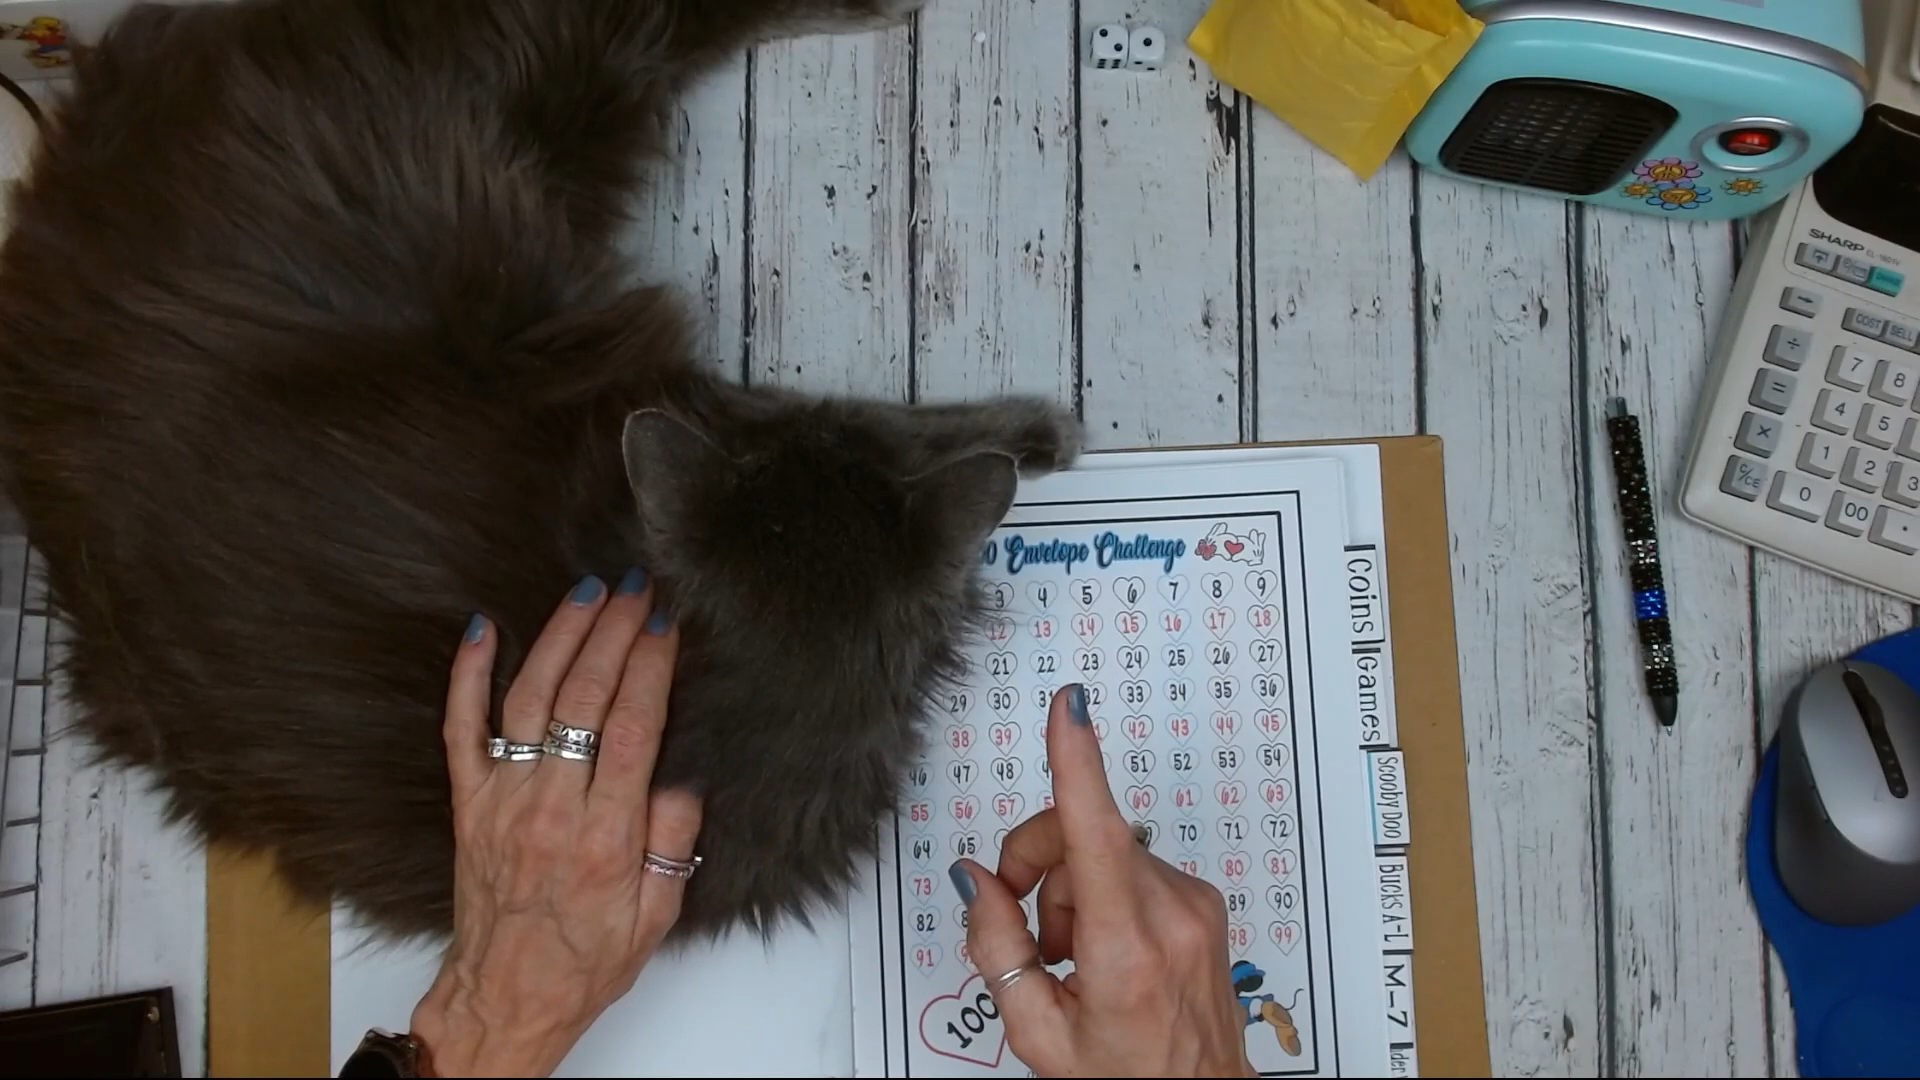 SHARP
EL-1801V
COST SELL
÷ 7 8
= 4 5
× 1 2 3
C/CE 0 00 •
Envelope Challenge
3 4 5 6 7 8 9
12 13 14 15 16 17 18
21 22 23 24 25 26 27
29 30 31 32 33 34 35 36
38 39 42 43 44 45
46 47 48 51 52 53 54
55 56 57 60 61 62 63
64 65 70 71 72
73 79 80 81
82 89 90
91 98 99
100
Coins
Games
Scooby Doo
Bucks A-L
M-7